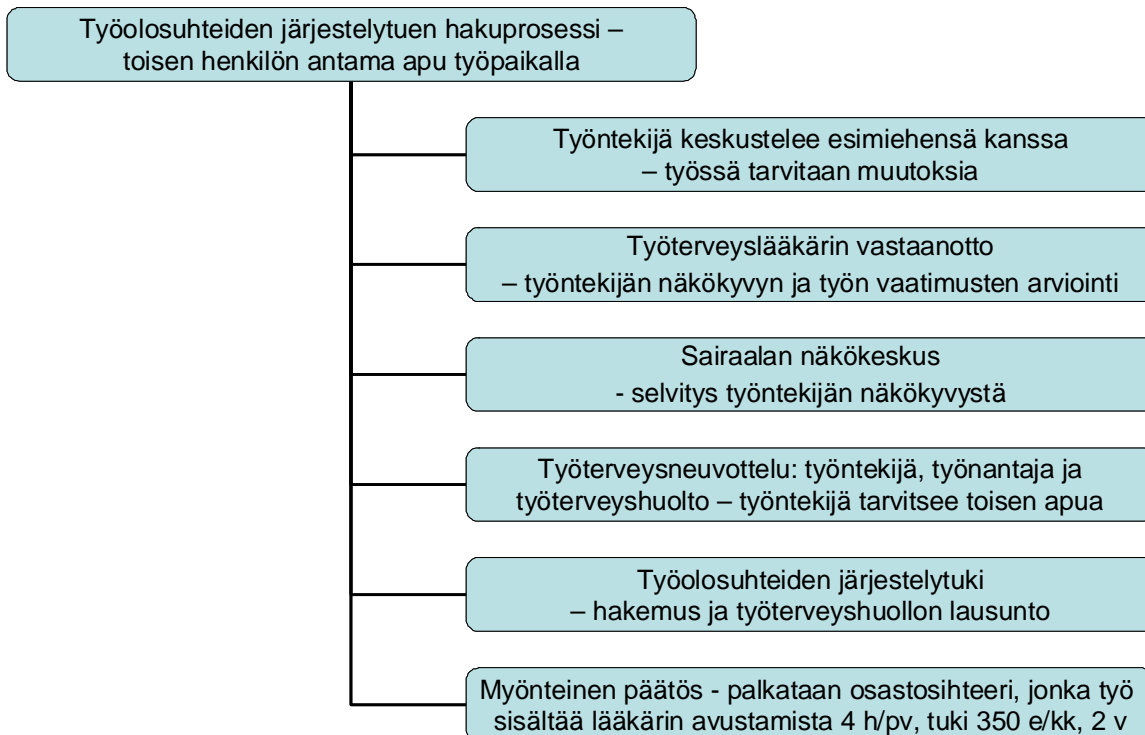 Työolosuhteiden järjestelytuen hakuprosessi –
toisen henkilön antama apu työpaikalla
Työntekijä keskustelee esimiehensä kanssa
– työssä tarvitaan muutoksia
Työterveyslääkärin vastaanotto
– työntekijän näkökyvyn ja työn vaatimusten arviointi
Sairaalan näkökeskus
- selvitys työntekijän näkökyvystä
Työterveysneuvottelu: työntekijä, työnantaja ja
työterveyshuolto – työntekijä tarvitsee toisen apua
Työolosuhteiden järjestelytuki
– hakemus ja työterveyshuollon lausunto
Myönteinen päätös - palkataan osastosihteeri, jonka työ
sisältää lääkärin avustamista 4 h/pv, tuki 350 e/kk, 2 v